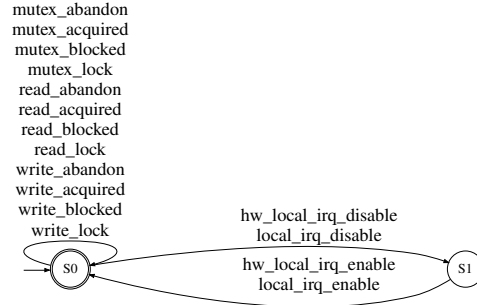 mutex_abandon
mutex_acquired
mutex_blocked
mutex_lock
read_abandon
read_acquired
read_blocked
read_lock
write_abandon
write_acquired
write_blocked
write_lock
hw_local_irq_disable
local_irq_disable
hw_local_irq_enable
local_irq_enable
S0
S1